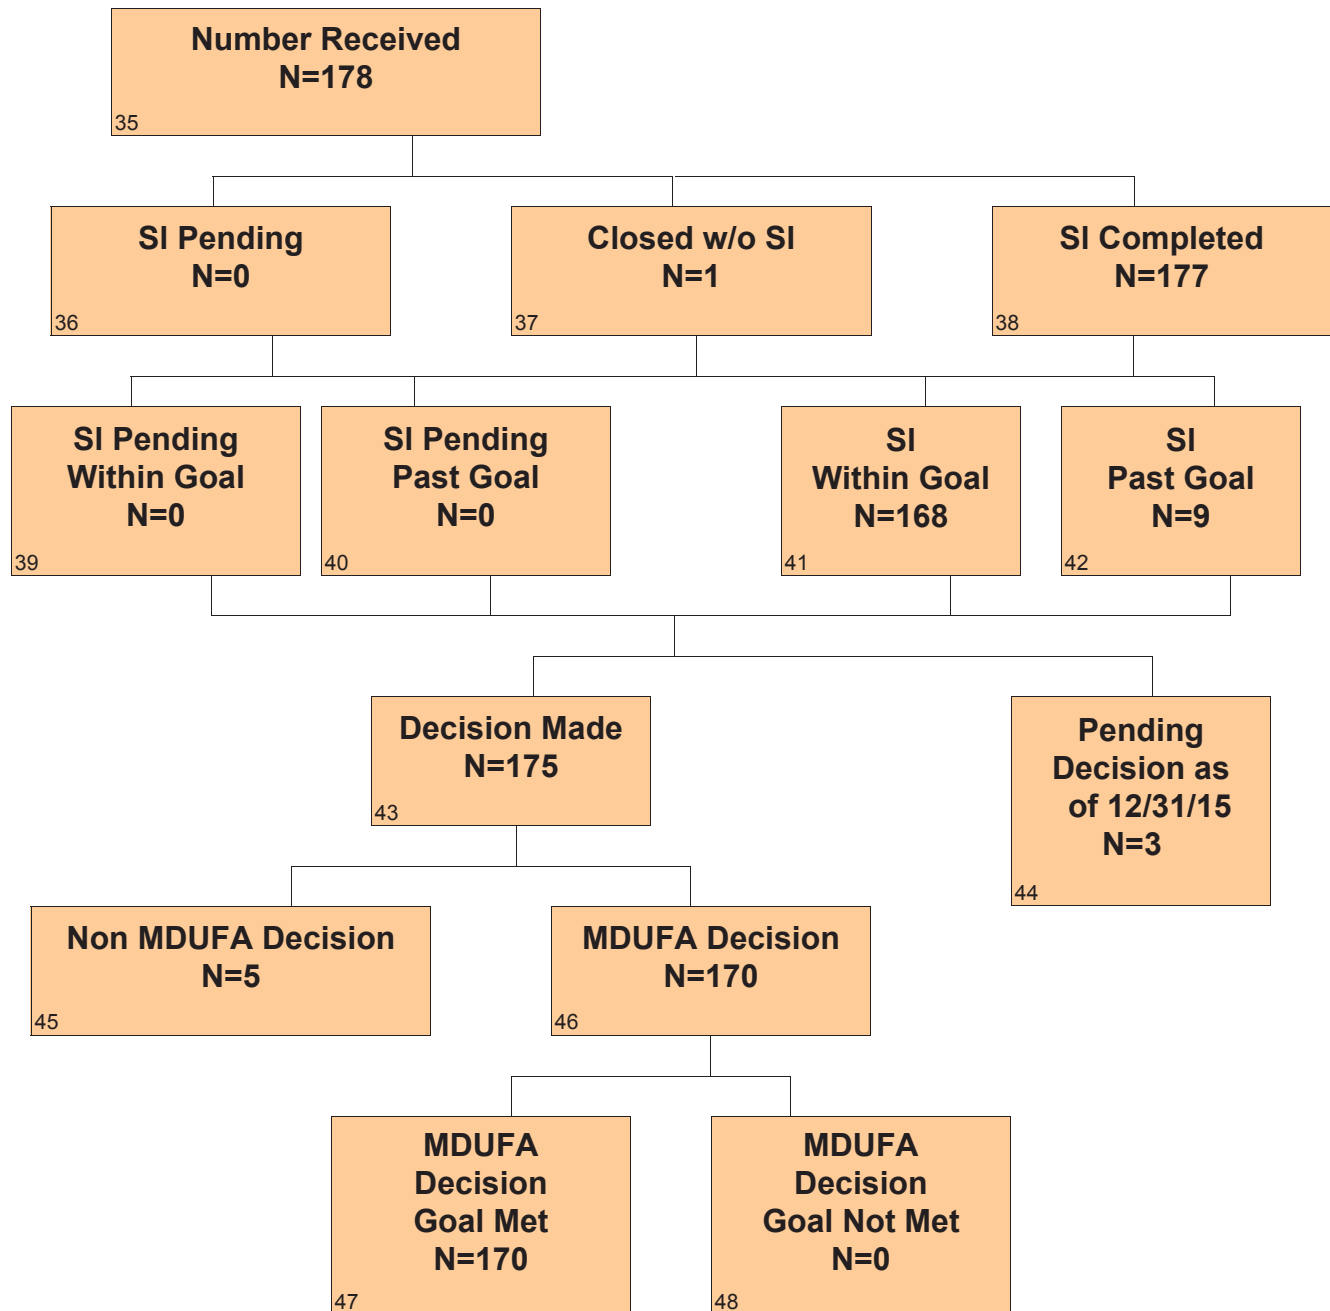 Number Received
N=178
35
SI Pending
N=0
36
Closed w/o SI
N=1
37
SI Completed
N=177
38
SI Pending
Within Goal
N=0
39
SI Pending
Past Goal
N=0
40
SI
Within Goal
N=168
41
SI
Past Goal
N=9
42
Decision Made
N=175
43
Pending
Decision as
of 12/31/15
N=3
44
Non MDUFA Decision
N=5
45
MDUFA Decision
N=170
46
MDUFA
Decision
Goal Met
N=170
47
MDUFA
Decision
Goal Not Met
N=0
48